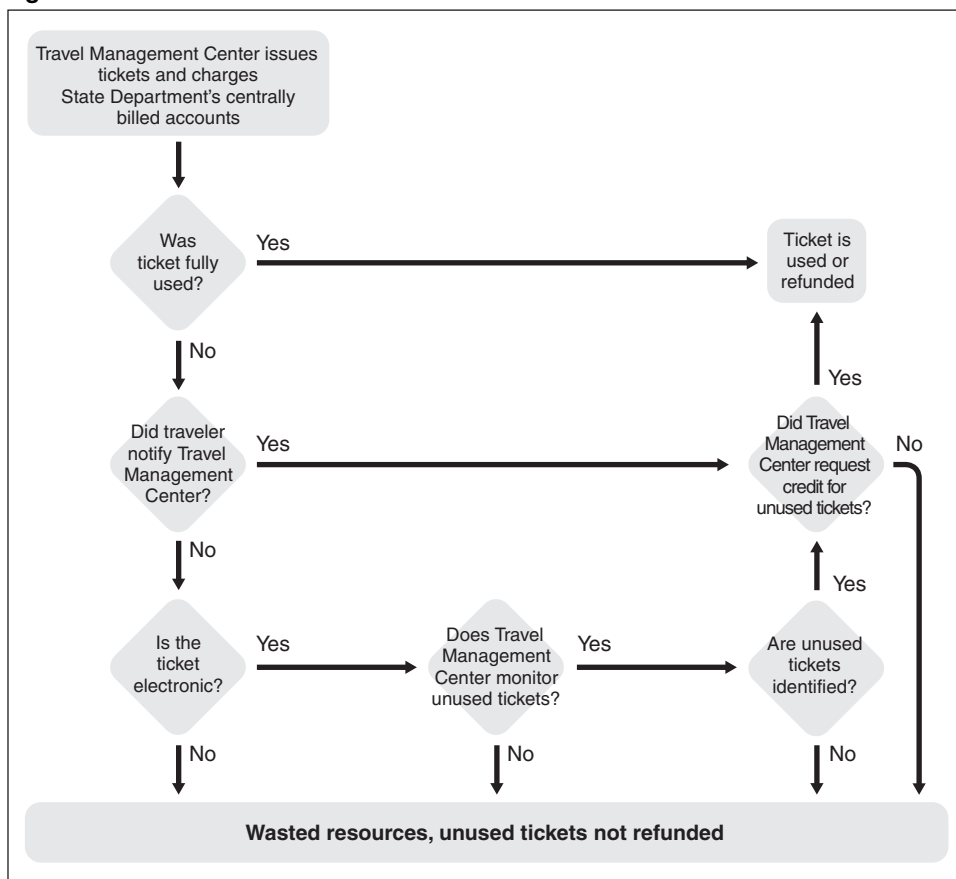 Travel Management Center issues
tickets and charges
State Department's centrally
billed accounts
Was
ticket fully
used?
Yes
Ticket is
used or
refunded
No
Yes
Did traveler
notify Travel
Management
Center?
Yes
Did Travel
Management
Center request
credit for
unused tickets?
No
No
Yes
Is the
ticket
electronic?
Yes
Does Travel
Management
Center monitor
unused tickets?
Yes
Are unused
tickets
identified?
No
No
No
Wasted resources, unused tickets not refunded